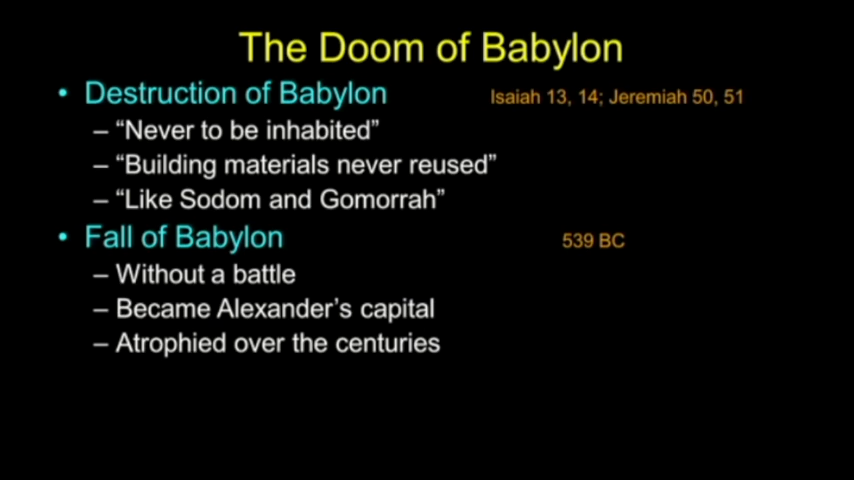 The Doom of Babylon
• Destruction of Babylon Isaiah 13, 14; Jeremiah 50, 51
– “Never to be inhabited”
– “Building materials never reused”
– “Like Sodom and Gomorrah”
• Fall of Babylon 539 BC
– Without a battle
– Became Alexander’s capital
– Atrophied over the centuries